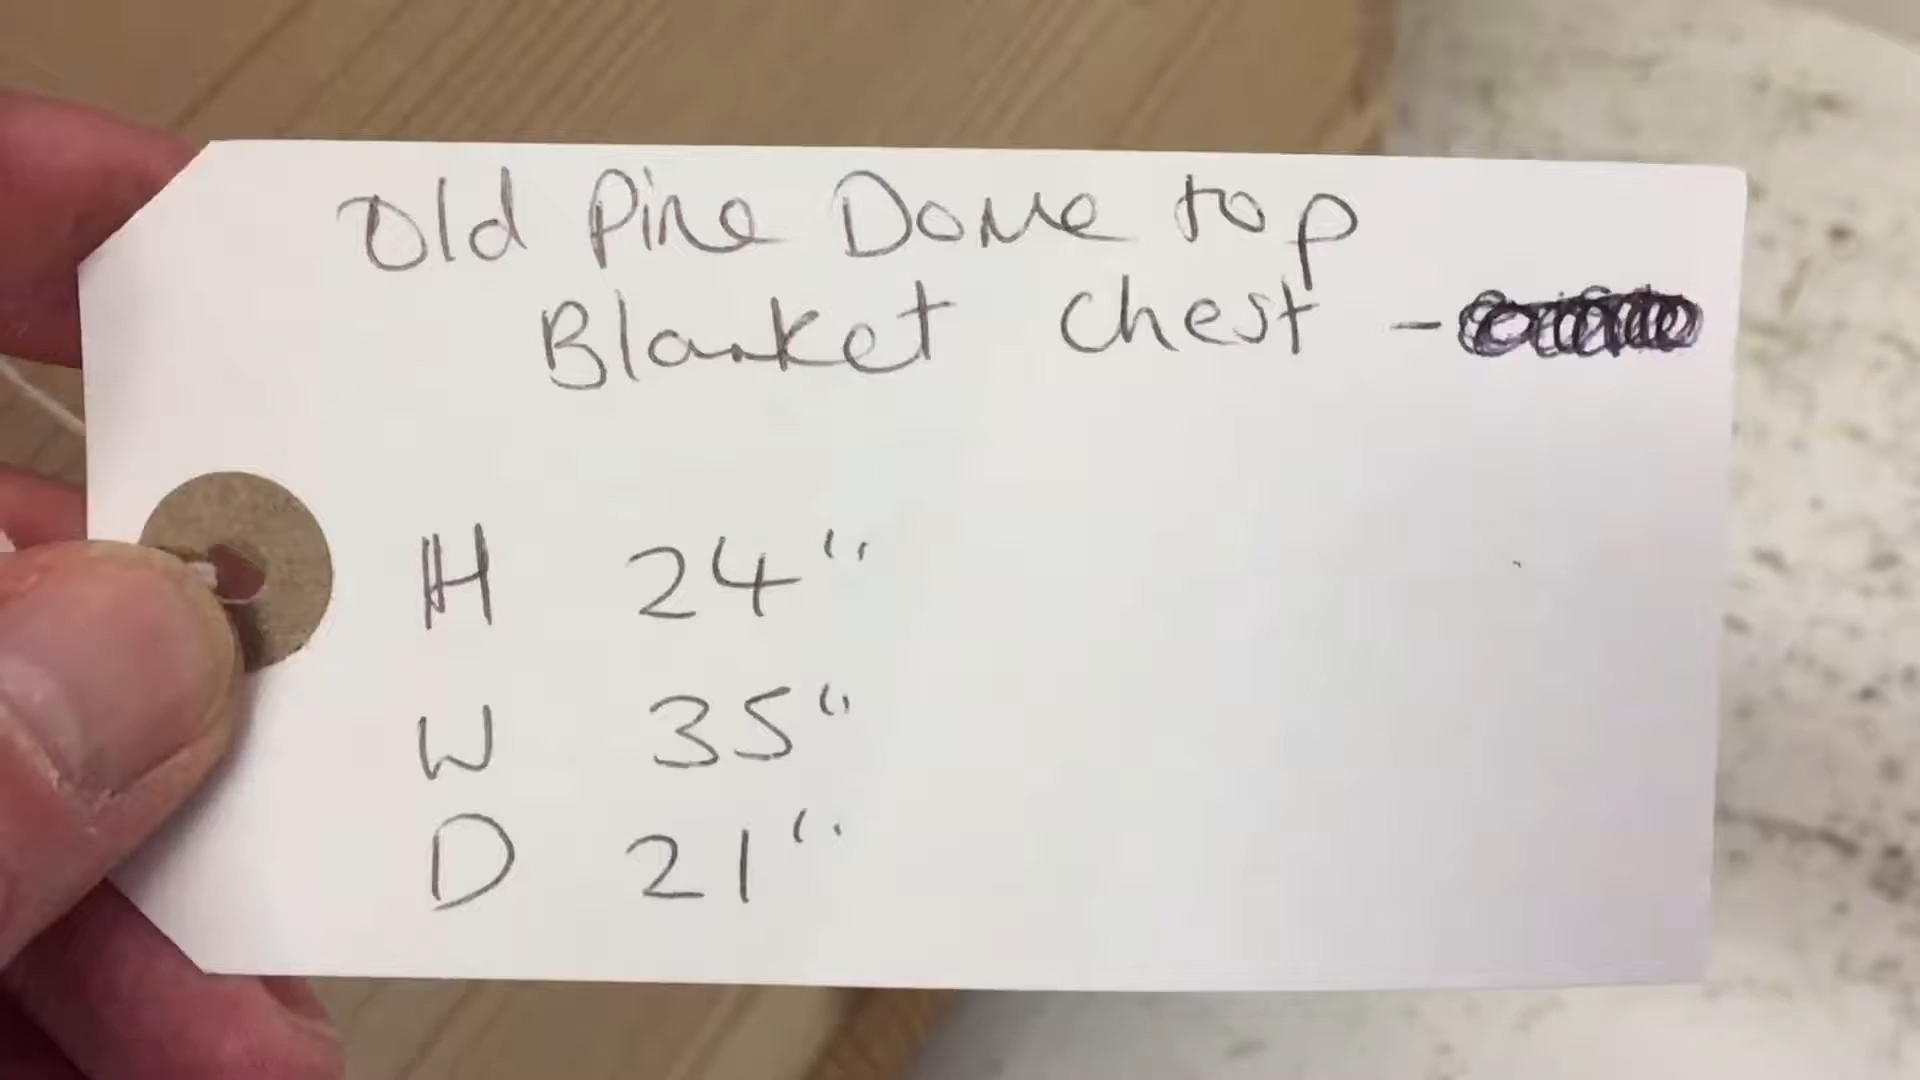 Old Pine Dome top
Blanket Chest -
H 24"
W 35"
D 21"